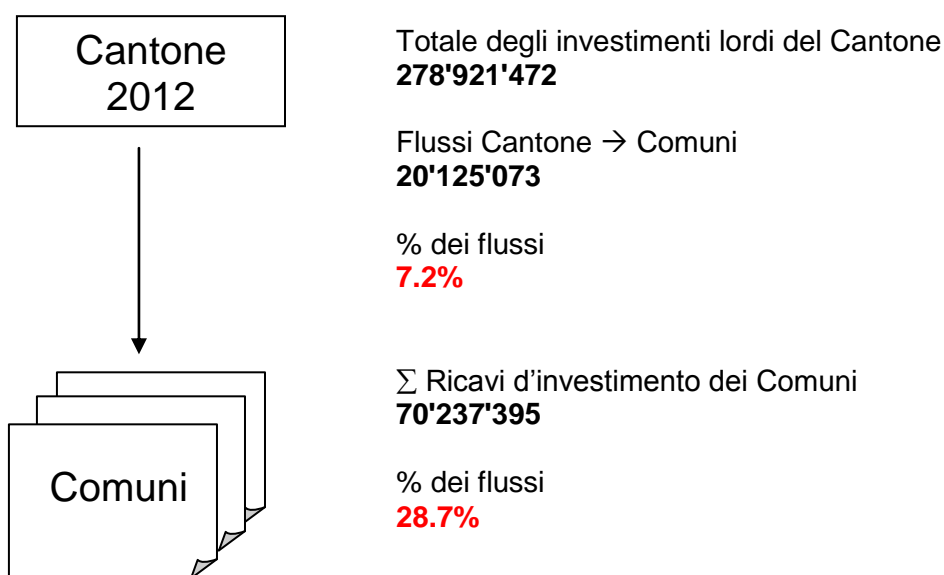 Cantone
2012
Totale degli investimenti lordi del Cantone
278'921'472
Flussi Cantone → Comuni
20'125'073
% dei flussi
7.2%
∑ Ricavi d’investimento dei Comuni
70'237'395
Comuni
% dei flussi
28.7%